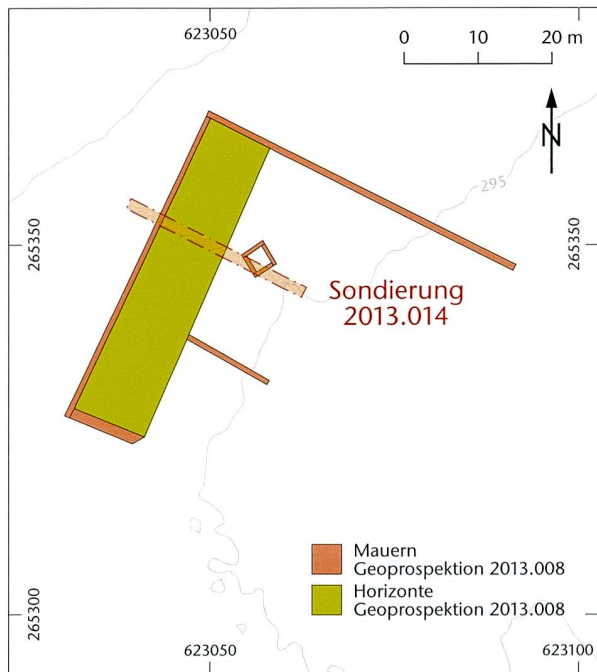 623050
0 10 20 m
N
295
265350
265350
Sondierung
2013.014
Mauern
Geoprospektion 2013.008
Horizonte
Geoprospektion 2013.008
265300
623050
623100